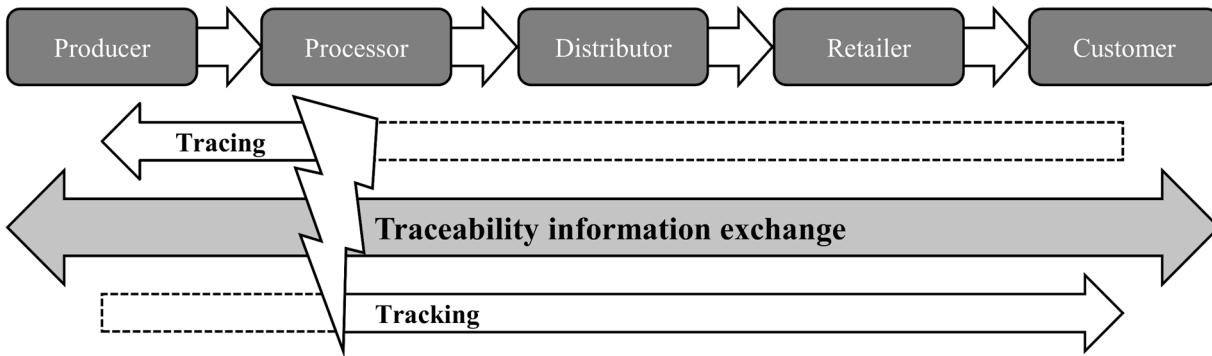 Producer Processor Distributor Retailer Customer
Tracing
Traceability information exchange
Tracking